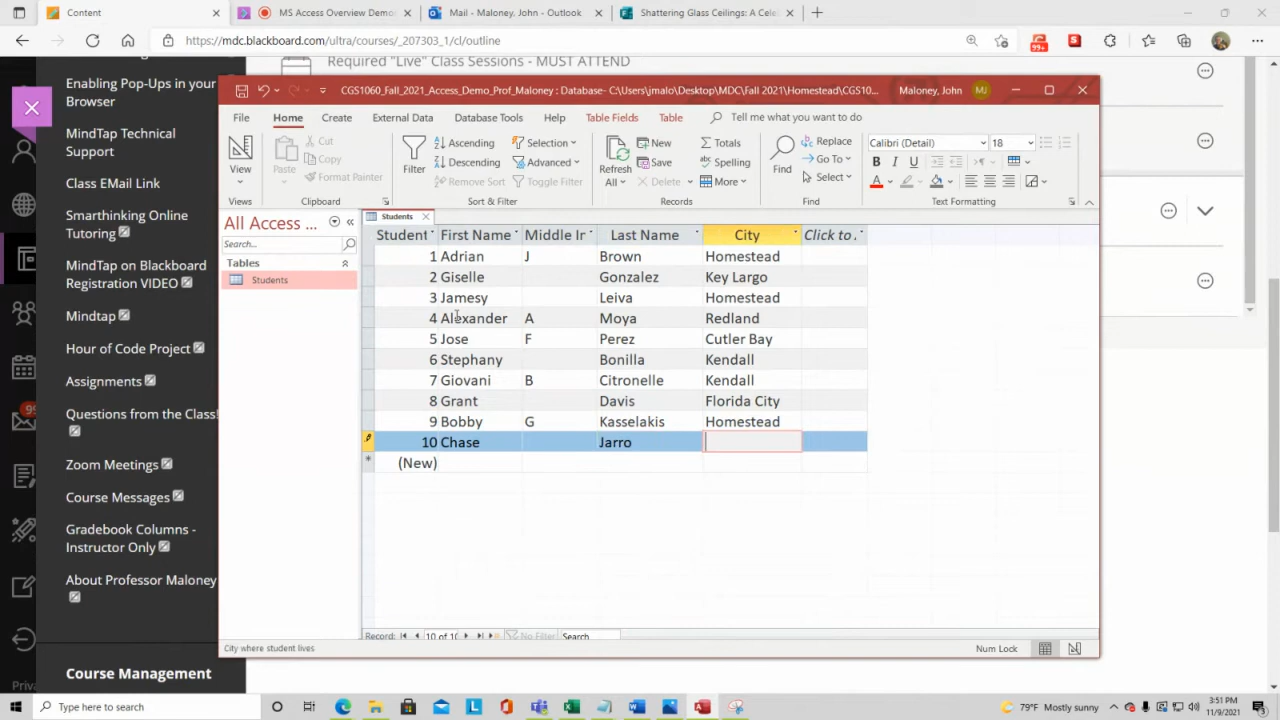 Content
MS Access Overview Demo
Mail - Maloney, John - Outlook
Shattering Glass Ceilings: A Cele
https://mdc.blackboard.com/ultra/courses/_207303_1/cl/outline
99+
Required "Live" Class Sessions - MUST ATTEND
Enabling Pop-Ups in your
Browser
MindTap Technical
Support
Class EMail Link
Smarthinking Online
Tutoring
MindTap on Blackboard
Registration VIDEO
Mindtap
Hour of Code Project
Assignments
Questions from the Class!
Zoom Meetings
Course Messages
Gradebook Columns -
Instructor Only
About Professor Maloney
Course Management
Priva
CGS1060_Fall_2021_Access_Demo_Prof_Maloney : Database- C:\Users\jmalo\Desktop\MDC\Fall 2021\Homestead\CGS10...
Maloney, John MJ
File Home Create External Data Database Tools Help Table Fields Table Tell me what you want to do
View
Views
Paste
Cut
Copy
Format Painter
Clipboard
Filter
Ascending
Descending
Remove Sort
Selection
Advanced
Toggle Filter
Sort & Filter
Refresh
All
New
Save
Delete
Totals
Spelling
More
Records
Find
Replace
Go To
Select
Find
Calibri (Detail) 18
B I U
A
Text Formatting
All Access ...
Search...
Tables
Students
Students
Student First Name Middle Ir Last Name City Click to
1 Adrian J Brown Homestead
2 Giselle Gonzalez Key Largo
3 Jamesy Leiva Homestead
4 Alexander A Moya Redland
5 Jose F Perez Cutler Bay
6 Stephany Bonilla Kendall
7 Giovani B Citronelle Kendall
8 Grant Davis Florida City
9 Bobby G Kasselakis Homestead
10 Chase Jarro
(New)
Record: 10 of 10 No Filter Search
City where student lives
Num Lock
Type here to search
79°F Mostly sunny
3:51 PM
11/9/2021